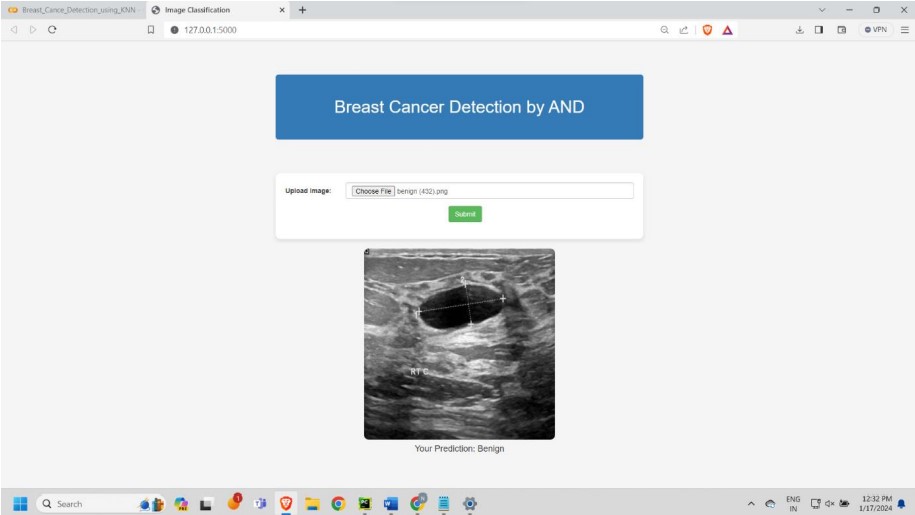 Breast_Cance_Detection_using_KNN
Image Classification
127.0.0.1:5000
VPN
Breast Cancer Detection by AND
Upload Image:
Choose File benign (432).png
Submit
RT C
Your Prediction: Benign
Search
ENG
IN
12:32 PM
1/17/2024